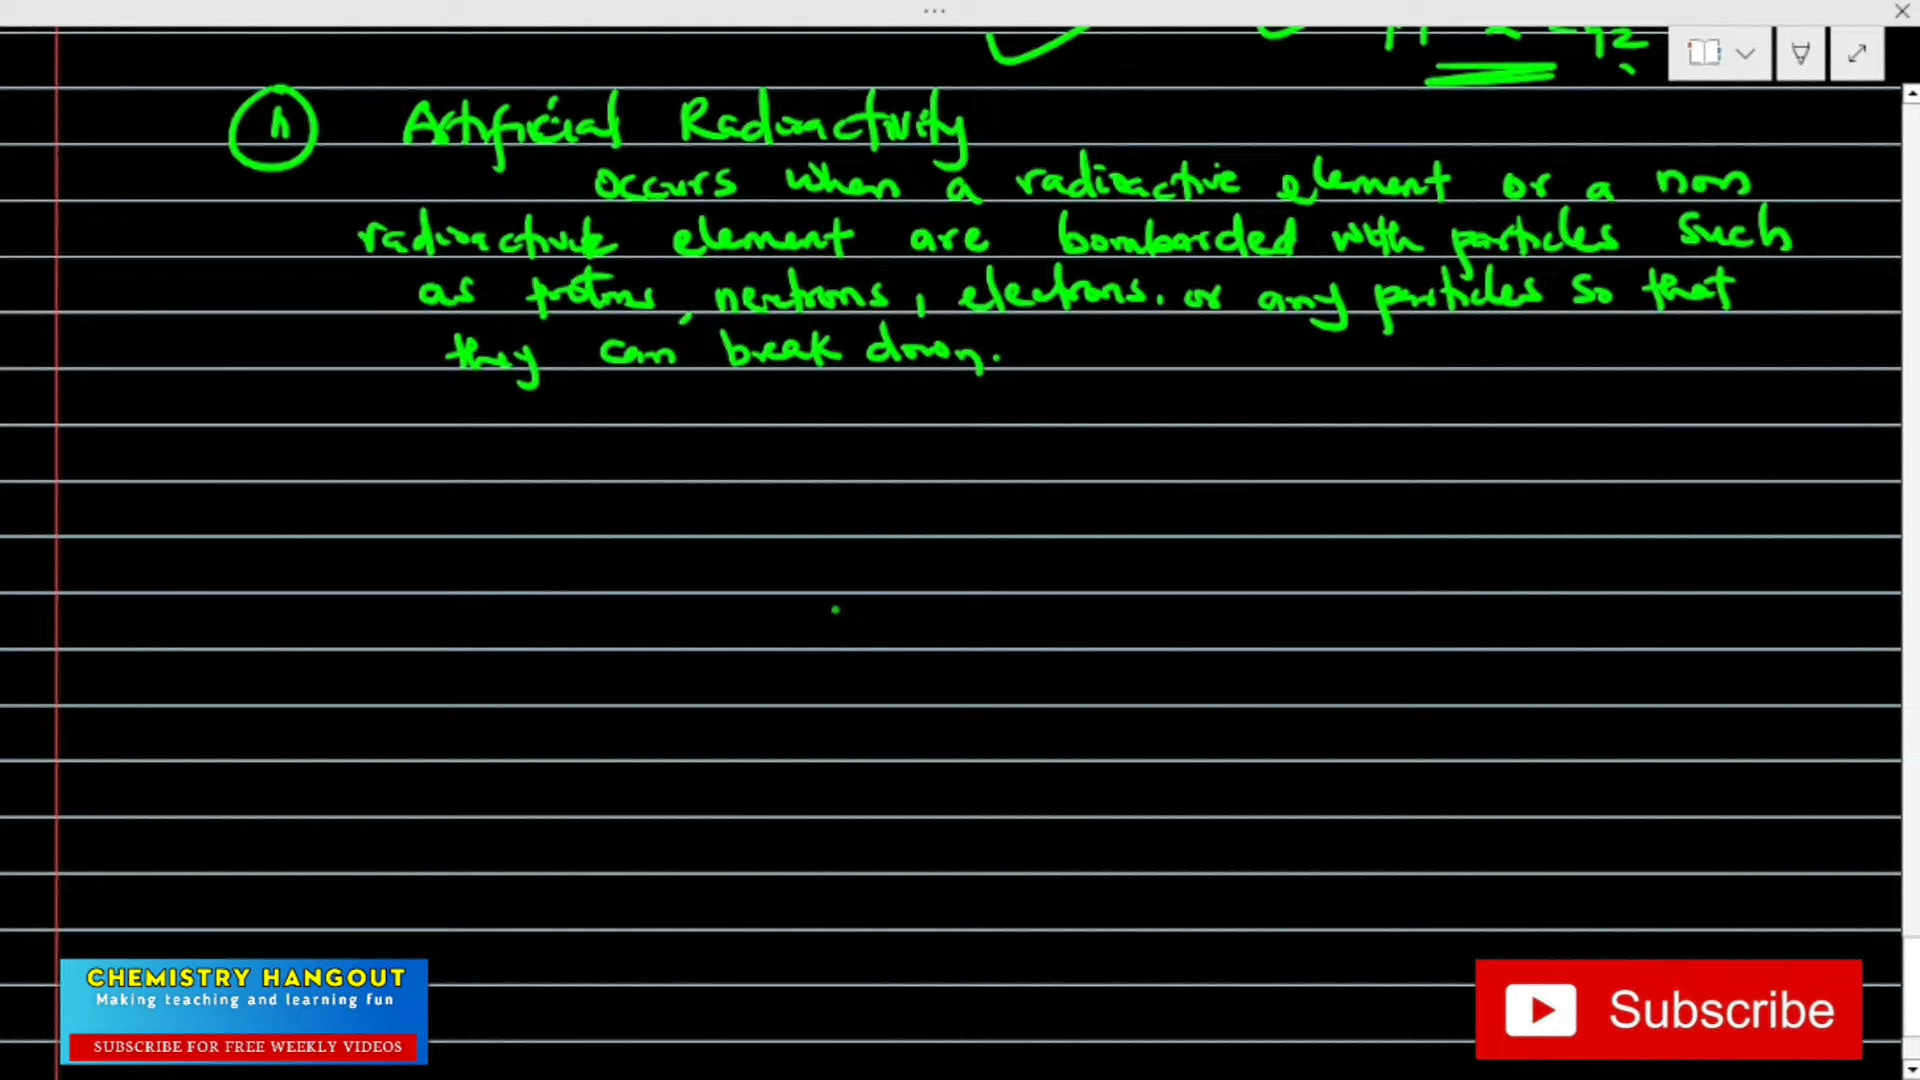 Artificial Radioactivity
occurs when a radioactive element or a non
radioactive element are bombarded with particles such
as protons, neutrons, electrons. or any particles so that
they can break down.
CHEMISTRY HANGOUT
Making teaching and learning fun
SUBSCRIBE FOR FREE WEEKLY VIDEOS
Subscribe